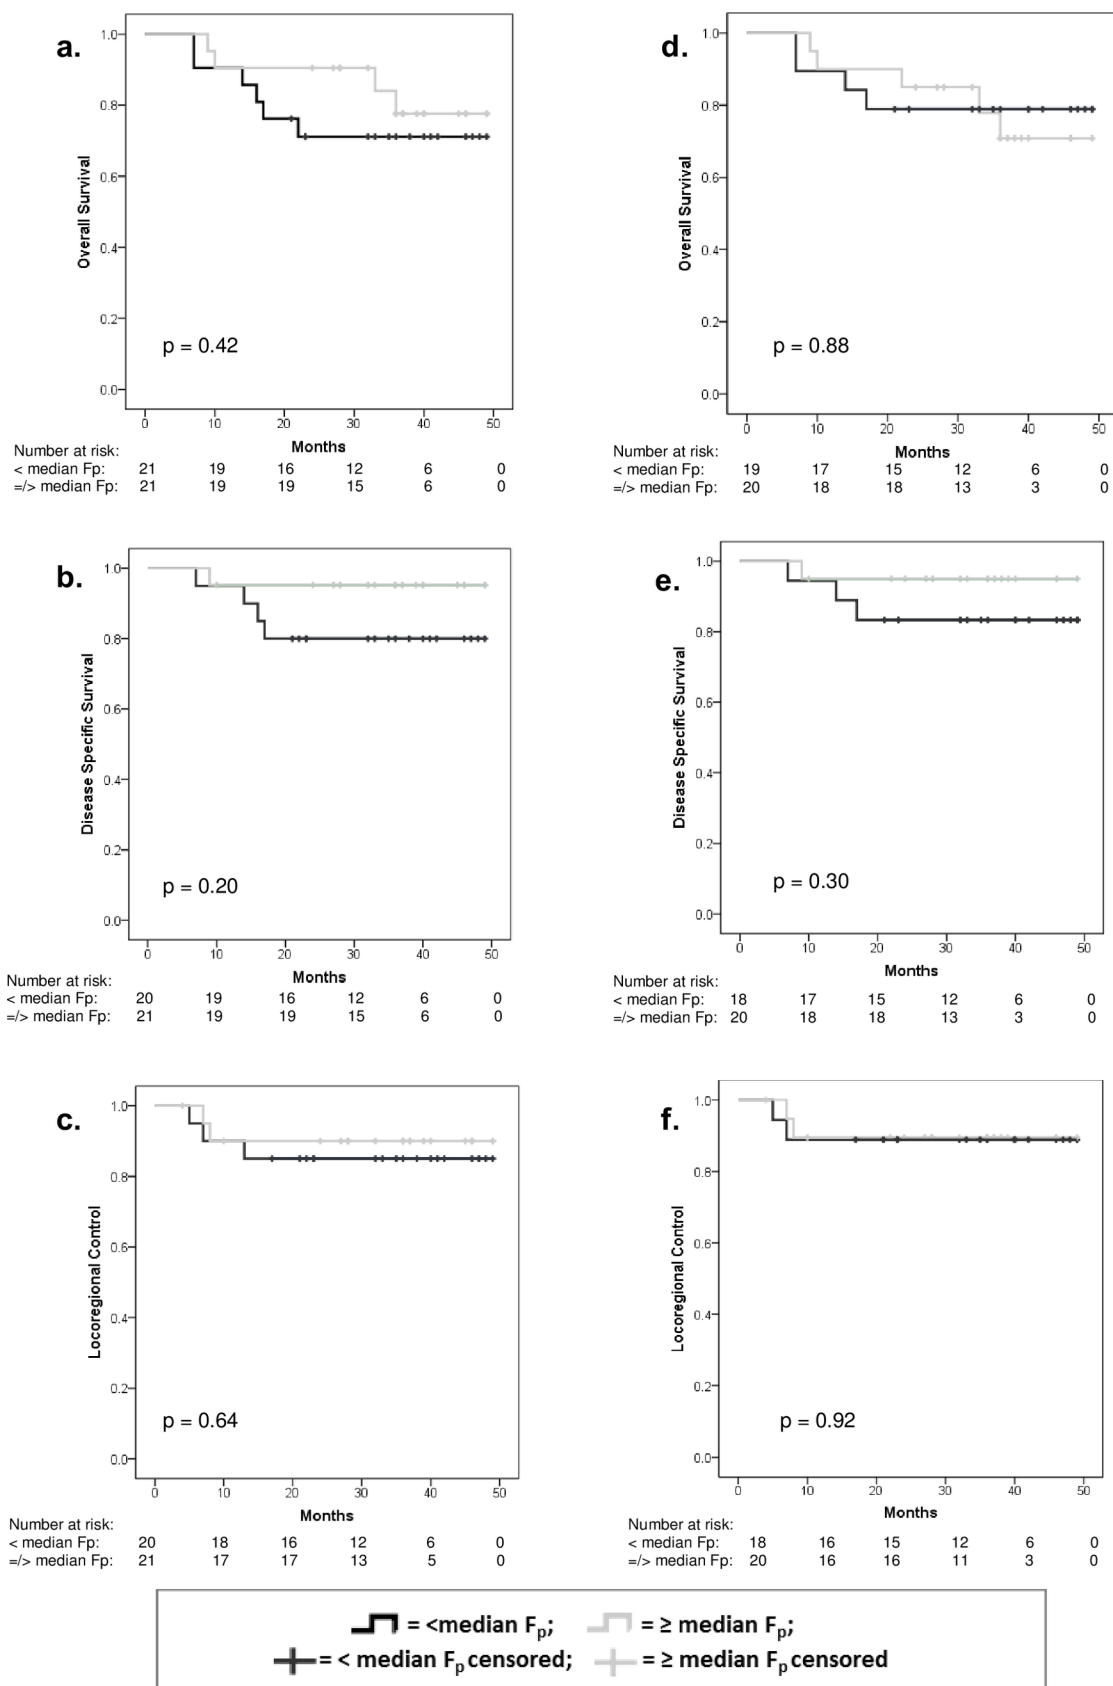 a.
Overall Survival
1.0
0.8
0.6
0.4
0.2
0.0
p = 0.42
0 10 20 30 40 50
Months
Number at risk:
< median Fp: 21 19 16 12 6 0
=/> median Fp: 21 19 19 15 6 0
d.
Overall Survival
1.0
0.8
0.6
0.4
0.2
0.0
p = 0.88
0 10 20 30 40 50
Months
Number at risk:
< median Fp: 19 17 15 12 6 0
=/> median Fp: 20 18 18 13 3 0
b.
Disease Specific Survival
1.0
0.8
0.6
0.4
0.2
0.0
p = 0.20
0 10 20 30 40 50
Months
Number at risk:
< median Fp: 20 19 16 12 6 0
=/> median Fp: 21 19 19 15 6 0
e.
Disease Specific Survival
1.0
0.8
0.6
0.4
0.2
0.0
p = 0.30
0 10 20 30 40 50
Months
Number at risk:
< median Fp: 18 17 15 12 6 0
=/> median Fp: 20 18 18 13 3 0
c.
Locoregional Control
1.0
0.8
0.6
0.4
0.2
0.0
p = 0.64
0 10 20 30 40 50
Months
Number at risk:
< median Fp: 20 18 16 12 6 0
=/> median Fp: 21 17 17 13 5 0
f.
Locoregional Control
1.0
0.8
0.6
0.4
0.2
0.0
p = 0.92
0 10 20 30 40 50
Months
Number at risk:
< median Fp: 18 16 15 12 6 0
=/> median Fp: 20 16 16 11 3 0
= <median Fp; = ≥ median Fp;
= < median Fp censored; = ≥ median Fp censored